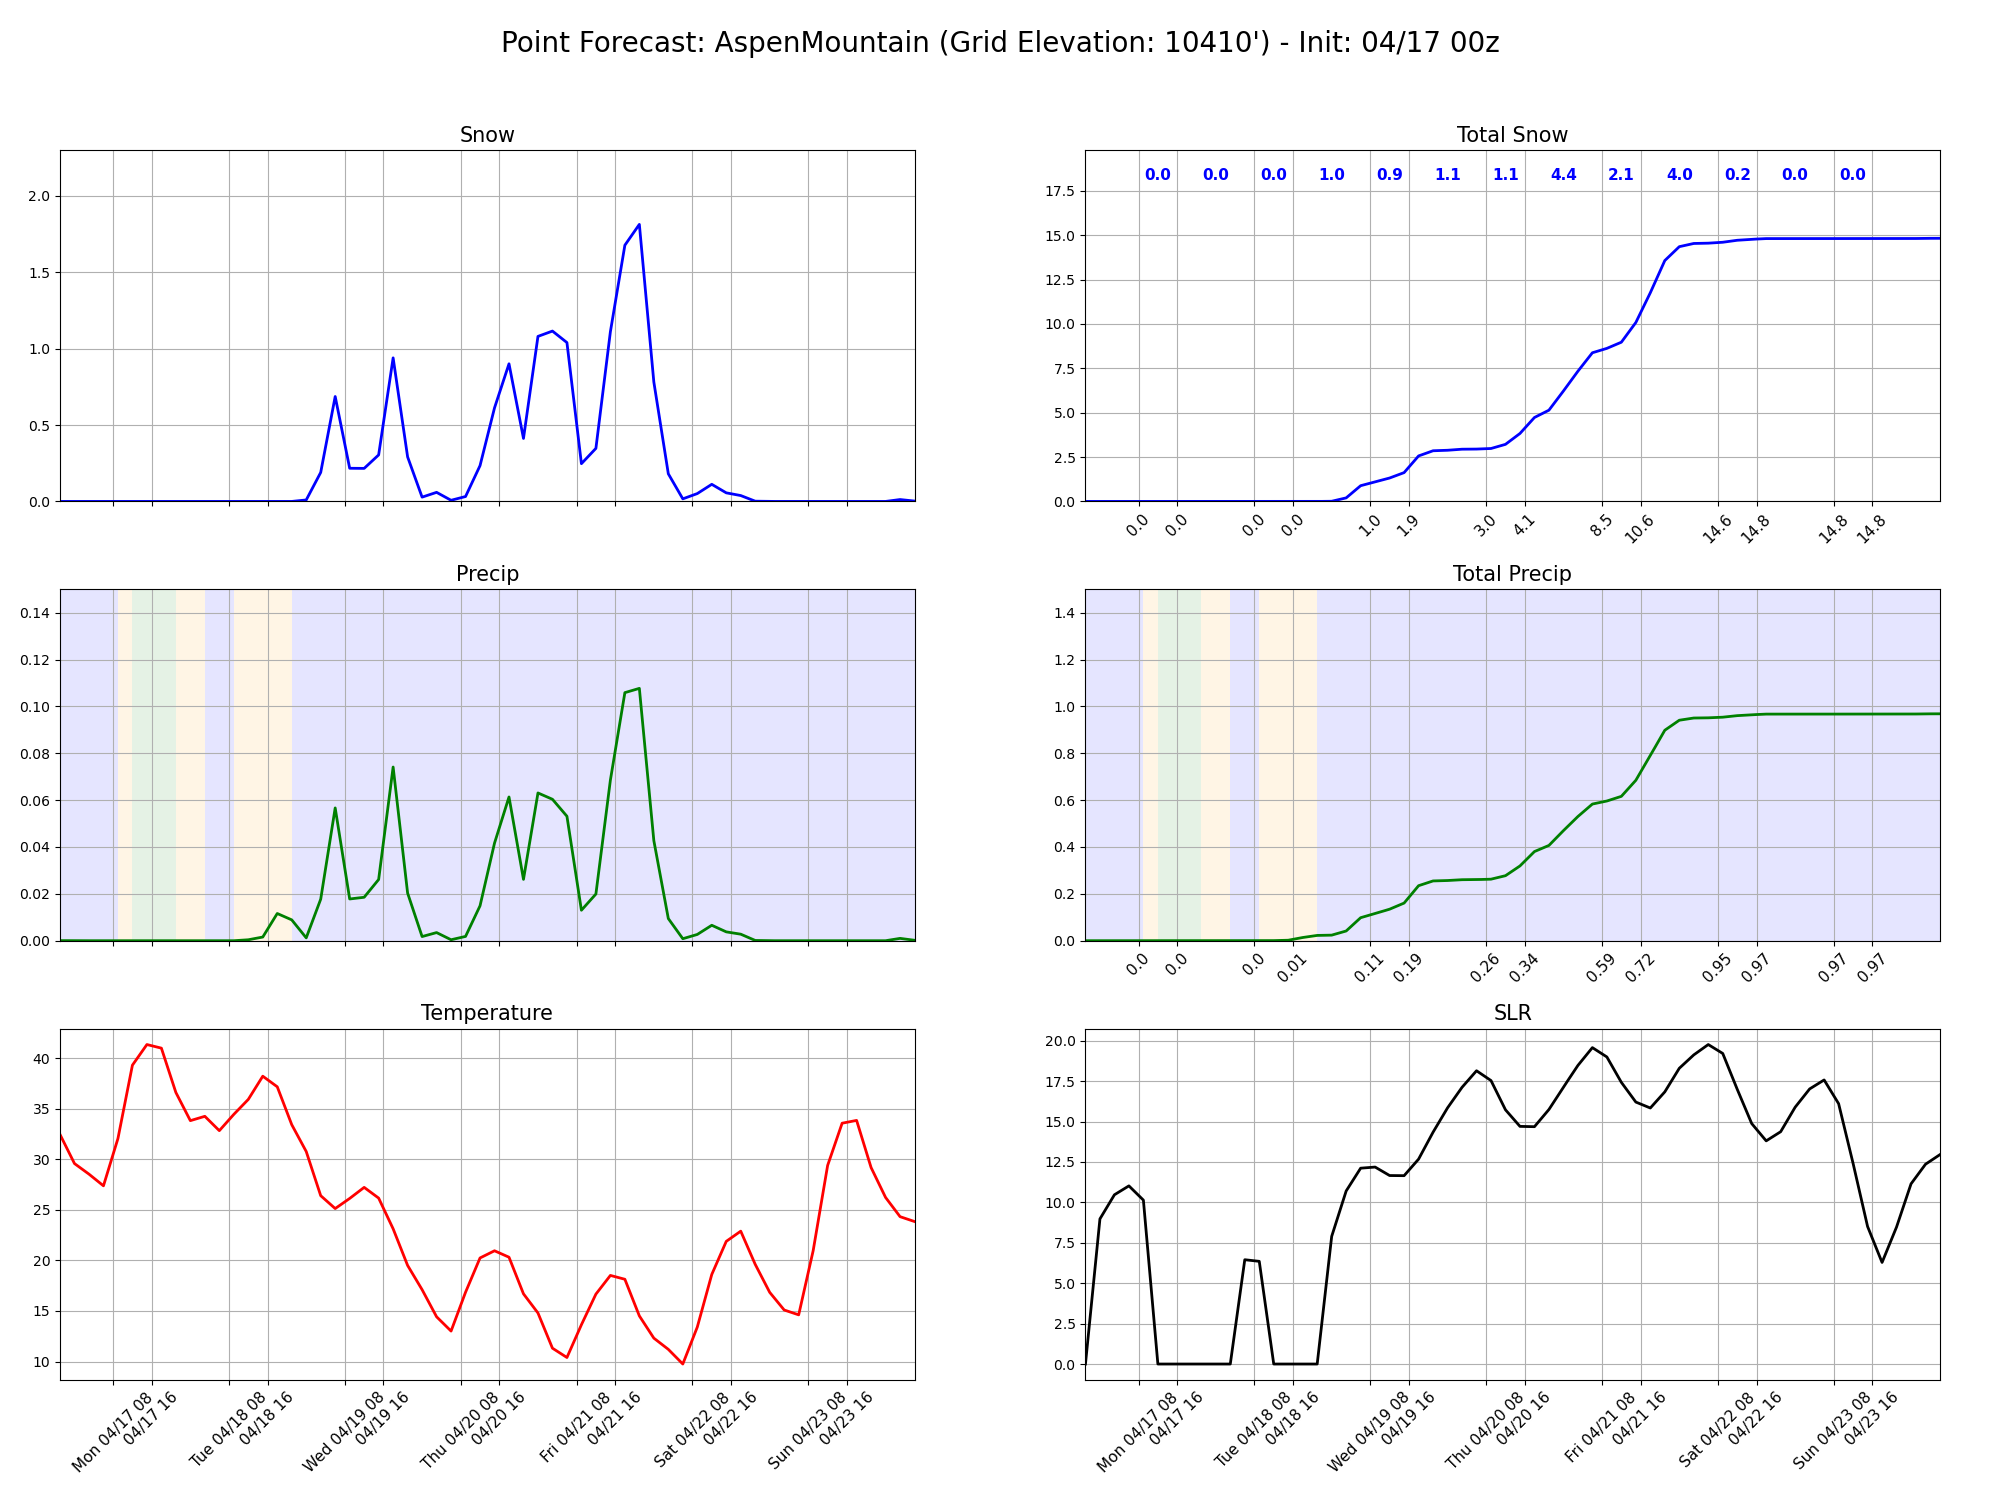 Point Forecast: AspenMountain (Grid Elevation: 10410') - Init: 04/17 00z
Snow
2.0
1.5
1.0
0.5
0.0
Total Snow
0.0 0.0 0.0 1.0 0.9 1.1 1.1 4.4 2.1 4.0 0.2 0.0 0.0
17.5
15.0
12.5
10.0
7.5
5.0
2.5
0.0
0.0 0.0 0.0 0.0 1.0 1.9 3.0 4.1 8.5 10.6 14.6 14.8 14.8 14.8
Precip
0.14
0.12
0.10
0.08
0.06
0.04
0.02
0.00
Total Precip
1.4
1.2
1.0
0.8
0.6
0.4
0.2
0.0
0.0 0.0 0.0 0.01 0.11 0.19 0.26 0.34 0.59 0.72 0.95 0.97 0.97 0.97
Temperature
40
35
30
25
20
15
10
Mon 04/17 08
04/17 16
Tue 04/18 08
04/18 16
Wed 04/19 08
04/19 16
Thu 04/20 08
04/20 16
Fri 04/21 08
04/21 16
Sat 04/22 08
04/22 16
Sun 04/23 08
04/23 16
SLR
20.0
17.5
15.0
12.5
10.0
7.5
5.0
2.5
0.0
Mon 04/17 08
04/17 16
Tue 04/18 08
04/18 16
Wed 04/19 08
04/19 16
Thu 04/20 08
04/20 16
Fri 04/21 08
04/21 16
Sat 04/22 08
04/22 16
Sun 04/23 08
04/23 16